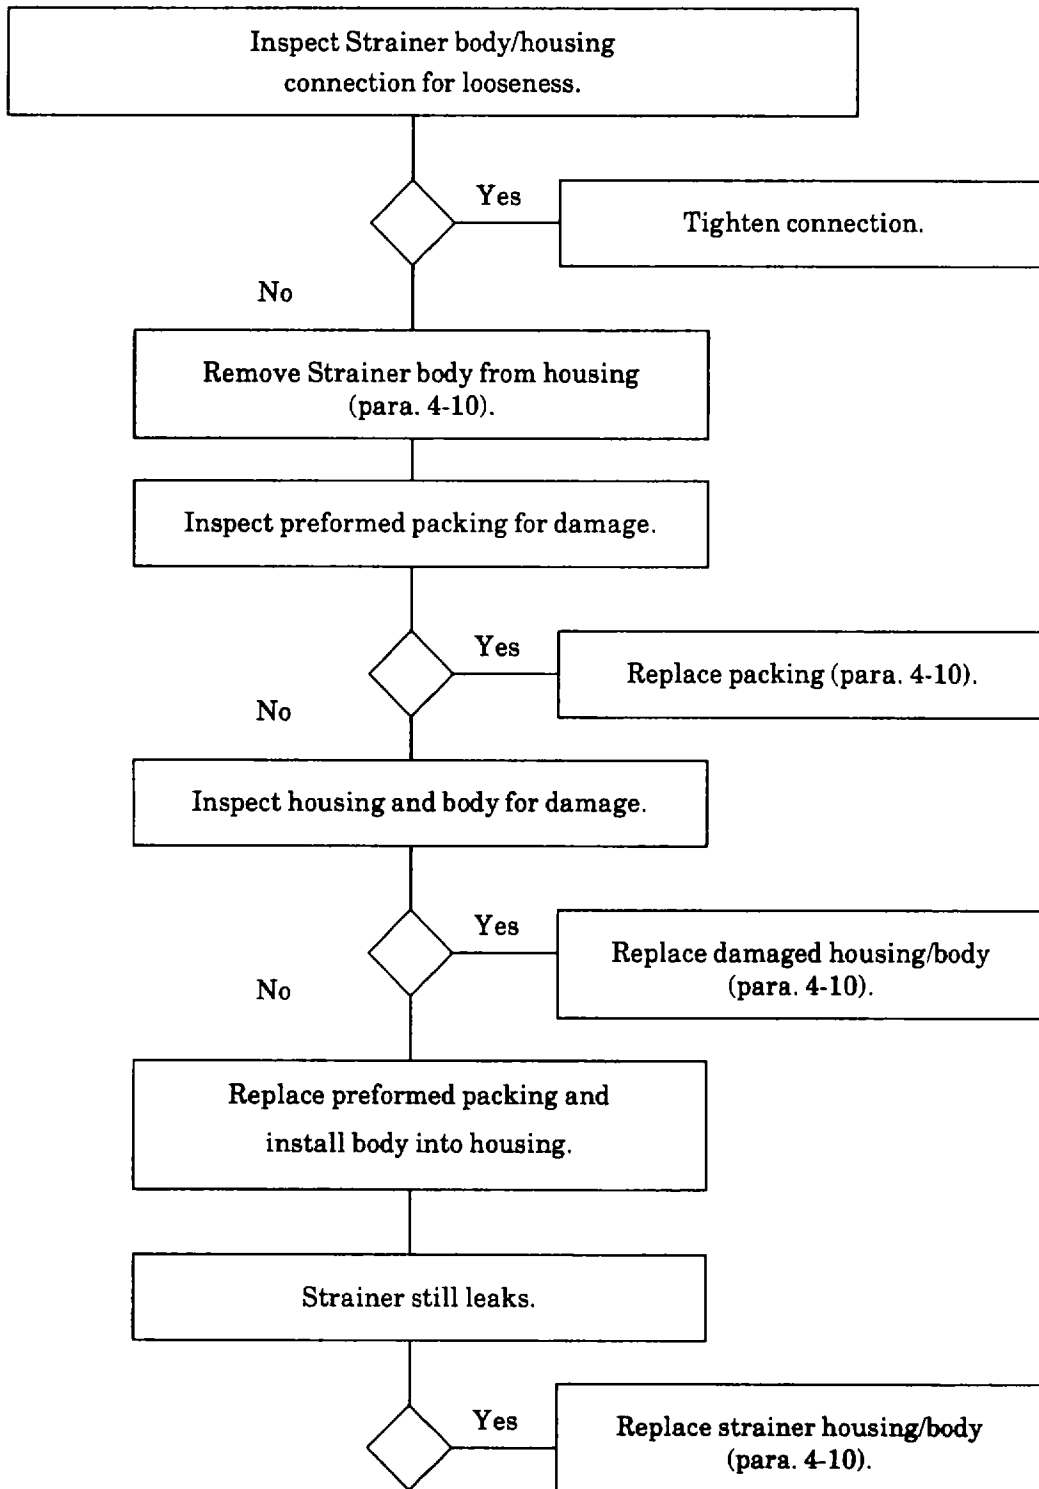 Inspect Strainer body/housing
connection for looseness.
Yes
Tighten connection.
No
Remove Strainer body from housing
(para. 4-10).
Inspect preformed packing for damage.
Yes
Replace packing (para. 4-10).
No
Inspect housing and body for damage.
Yes
Replace damaged housing/body
(para. 4-10).
No
Replace preformed packing and
install body into housing.
Strainer still leaks.
Yes
Replace strainer housing/body
(para. 4-10).